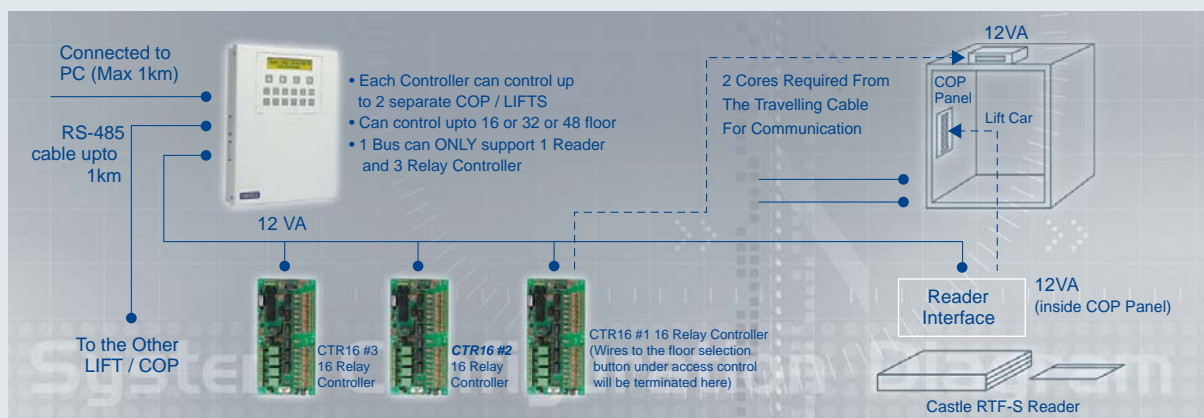 Connected to
PC (Max 1km)
RS-485
cable upto
1km
• Each Controller can control up
to 2 separate COP / LIFTS
• Can control upto 16 or 32 or 48 floor
• 1 Bus can ONLY support 1 Reader
and 3 Relay Controller
2 Cores Required From
The Travelling Cable
For Communication
12VA
COP
Panel
Lift Car
12 VA
To the Other
LIFT / COP
CTR16 #3
16 Relay
Controller
CTR16 #2
16 Relay
Controller
CTR16 #1 16 Relay Controller
(Wires to the floor selection
button under access control
will be terminated here)
Reader
Interface
12VA
(inside COP Panel)
Castle RTF-S Reader